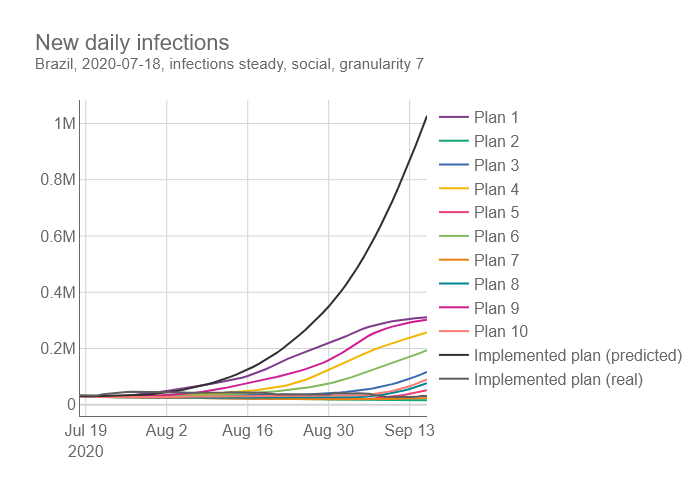 New daily infections
Brazil, 2020-07-18, infections steady, social, granularity 7
1M
0.8M
0.6M
0.4M
0.2M
0
Jul 19
2020
Aug 2
Aug 16
Aug 30
Sep 13
Plan 1
Plan 2
Plan 3
Plan 4
Plan 5
Plan 6
Plan 7
Plan 8
Plan 9
Plan 10
Implemented plan (predicted)
Implemented plan (real)